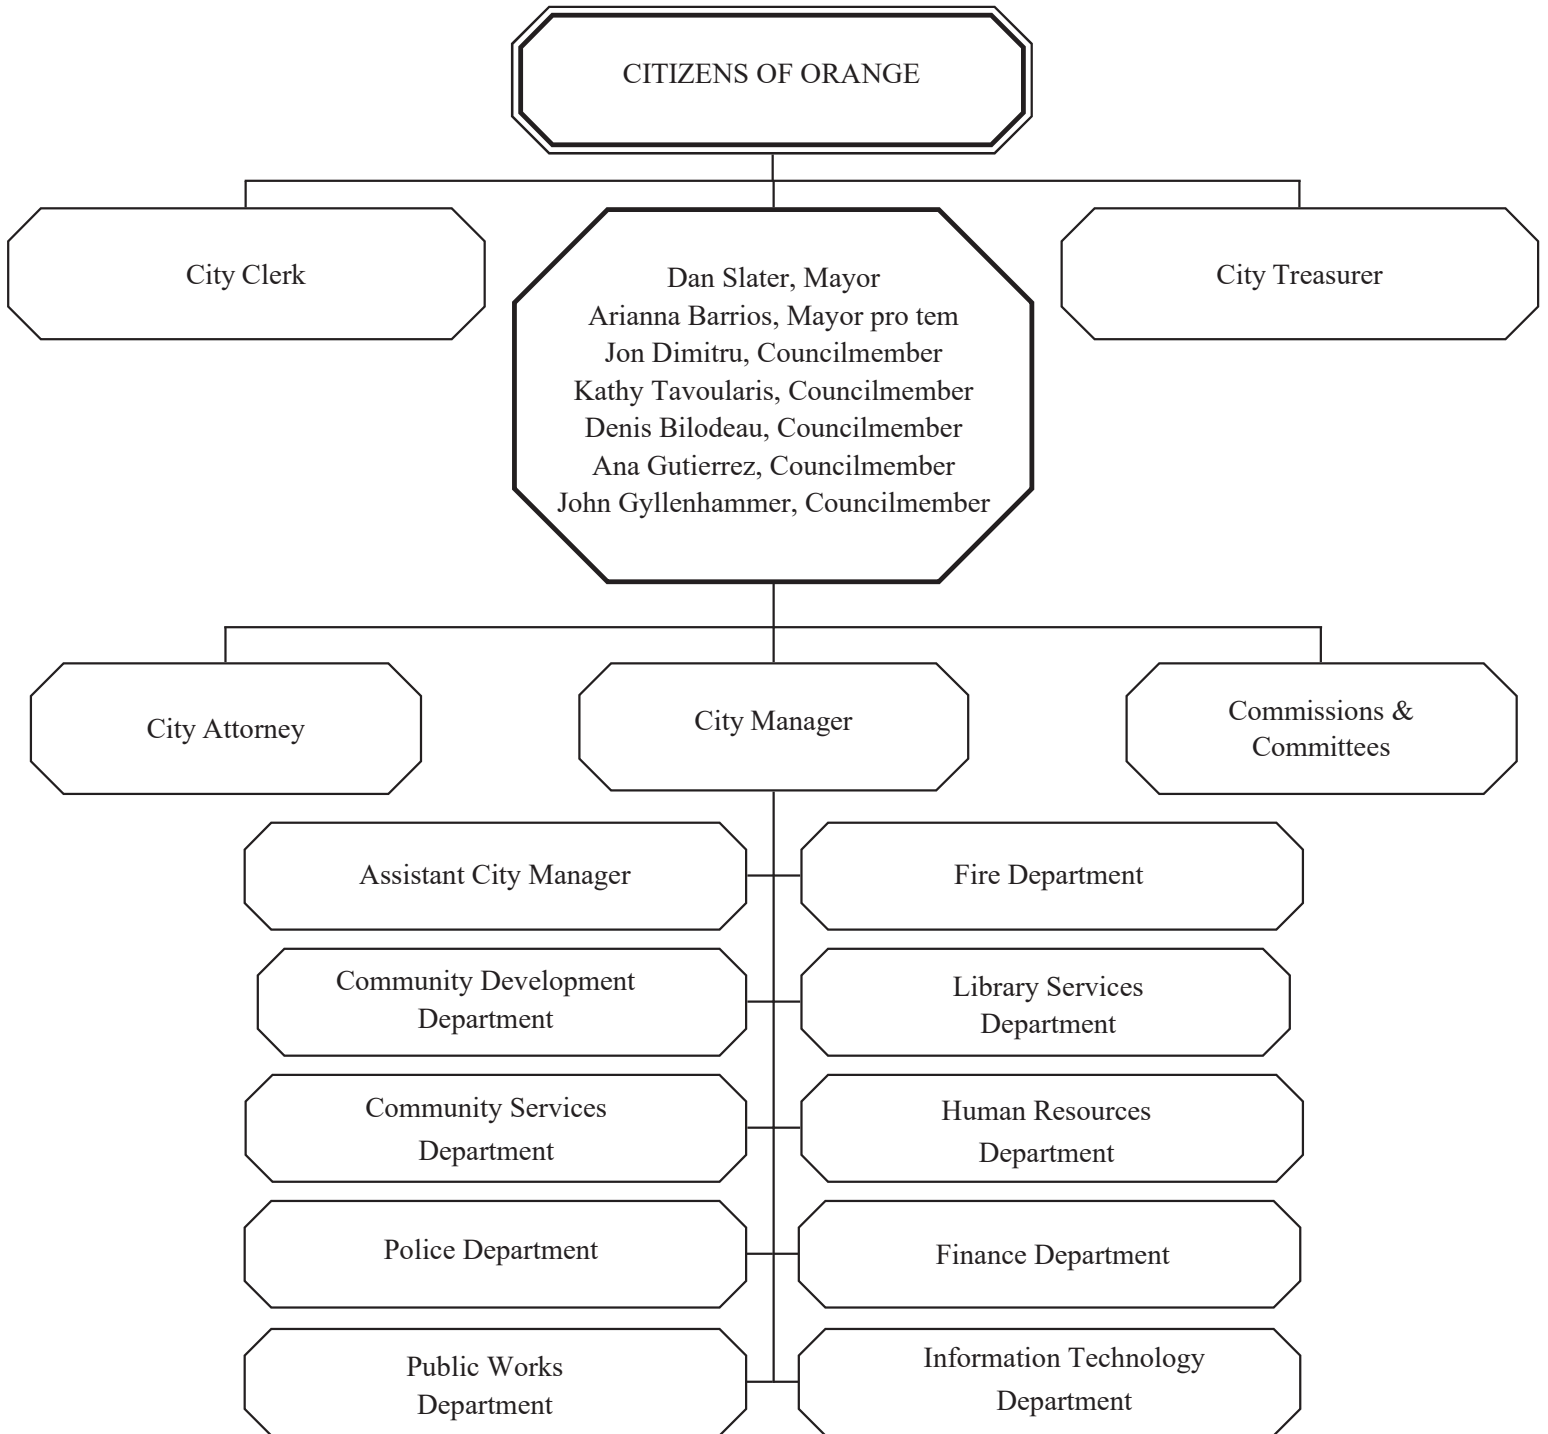 CITIZENS OF ORANGE
City Clerk
Dan Slater, Mayor
Arianna Barrios, Mayor pro tem
Jon Dimitru, Councilmember
Kathy Tavoularis, Councilmember
Denis Bilodeau, Councilmember
Ana Gutierrez, Councilmember
John Gyllenhammer, Councilmember
City Treasurer
City Attorney
City Manager
Commissions &
Committees
Assistant City Manager
Fire Department
Community Development
Department
Library Services
Department
Community Services
Department
Human Resources
Department
Police Department
Finance Department
Public Works
Department
Information Technology
Department